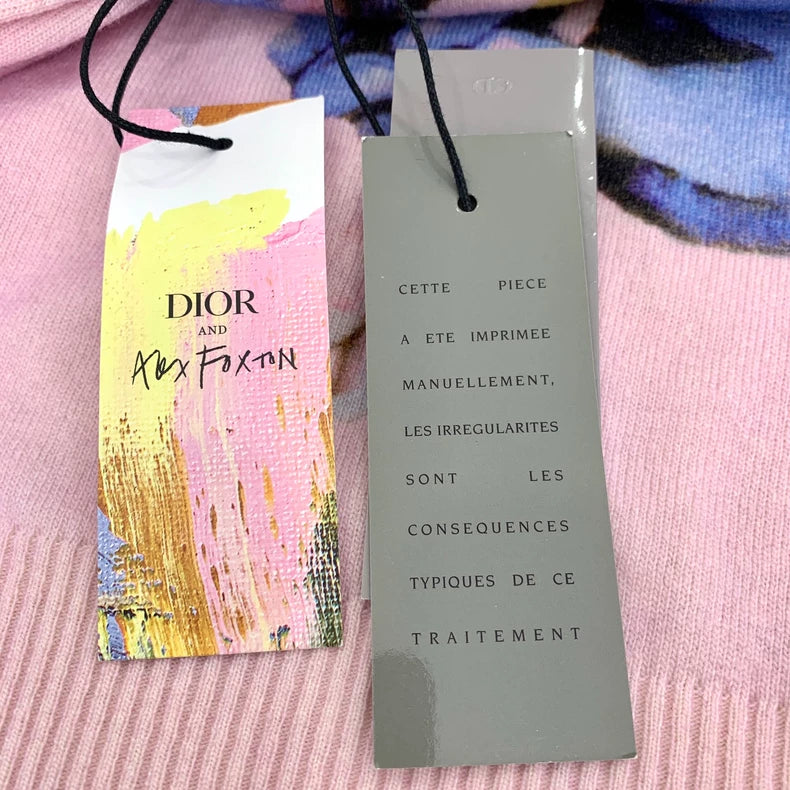 DIOR
AND
Alex Foxton
CETTE PIECE
A ETE IMPRIMEE
MANUELLEMENT,
LES IRREGULARITES
SONT LES
CONSEQUENCES
TYPIQUES DE CE
TRAITEMENT